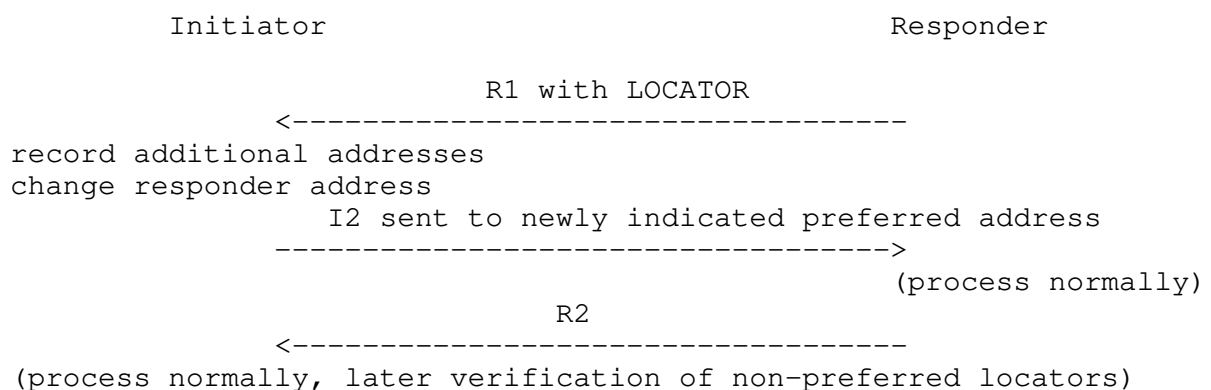 Initiator                                Responder
R1 with LOCATOR
<-----------------------------------
record additional addresses
change responder address
I2 sent to newly indicated preferred address
----------------------------------->
(process normally)
R2
<-----------------------------------
(process normally, later verification of non-preferred locators)